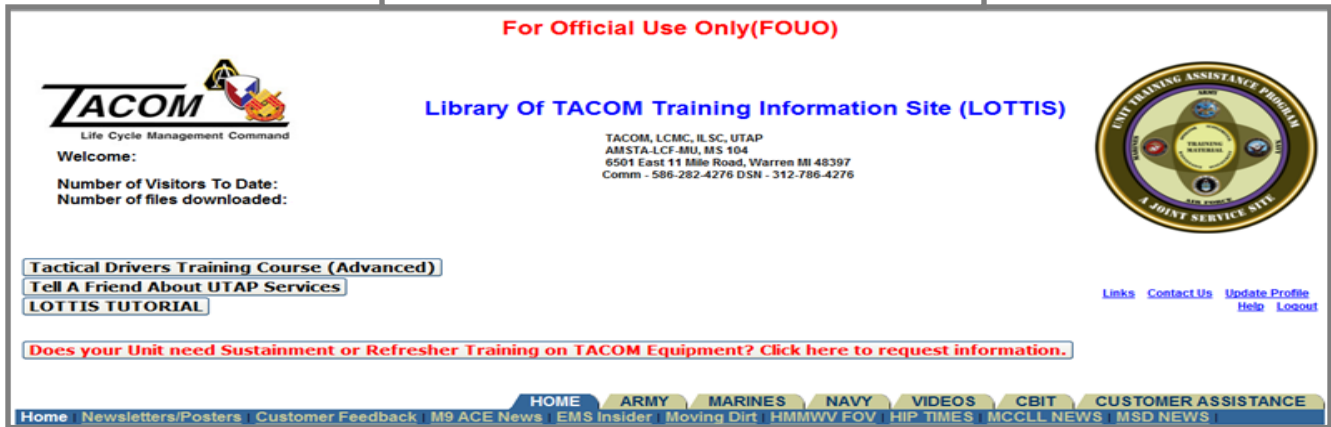 For Official Use Only(FOUO)
TACOM
Life Cycle Management Command
Welcome:
Number of Visitors To Date:
Number of files downloaded:
Library Of TACOM Training Information Site (LOTTIS)
TACOM, LCMC, ILSC, UTAP
AMSTA-LCF-MU, MS 104
6501 East 11 Mile Road, Warren MI 48397
Comm - 586-282-4276 DSN - 312-786-4276
UNIT TRAINING ASSISTANCE PROGRAM
ARMY
MARINES
TRAINING
MATERIAL
NAVY
AIR FORCE
A JOINT SERVICE SITE
Tactical Drivers Training Course (Advanced)
Tell A Friend About UTAP Services
LOTTIS TUTORIAL
Links Contact Us Update Profile
Help Logout
Does your Unit need Sustainment or Refresher Training on TACOM Equipment? Click here to request information.
HOME ARMY MARINES NAVY VIDEOS CBIT CUSTOMER ASSISTANCE
Home | Newsletters/Posters | Customer Feedback | M9 ACE News | EMS Insider | Moving Dirt | HMMWV FOV | HIP TIMES | MCCLL NEWS | MSD NEWS |